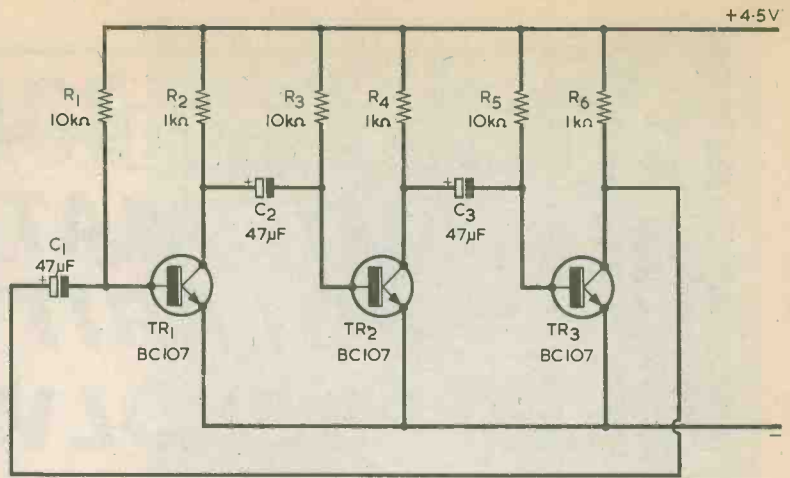 +4·5V
R1
10kΩ
R2
1kΩ
R3
10kΩ
R4
1kΩ
R5
10kΩ
R6
1kΩ
+
C1
47µF
+
C2
47µF
+
C3
47µF
TR1
BC107
TR2
BC107
TR3
BC107
−